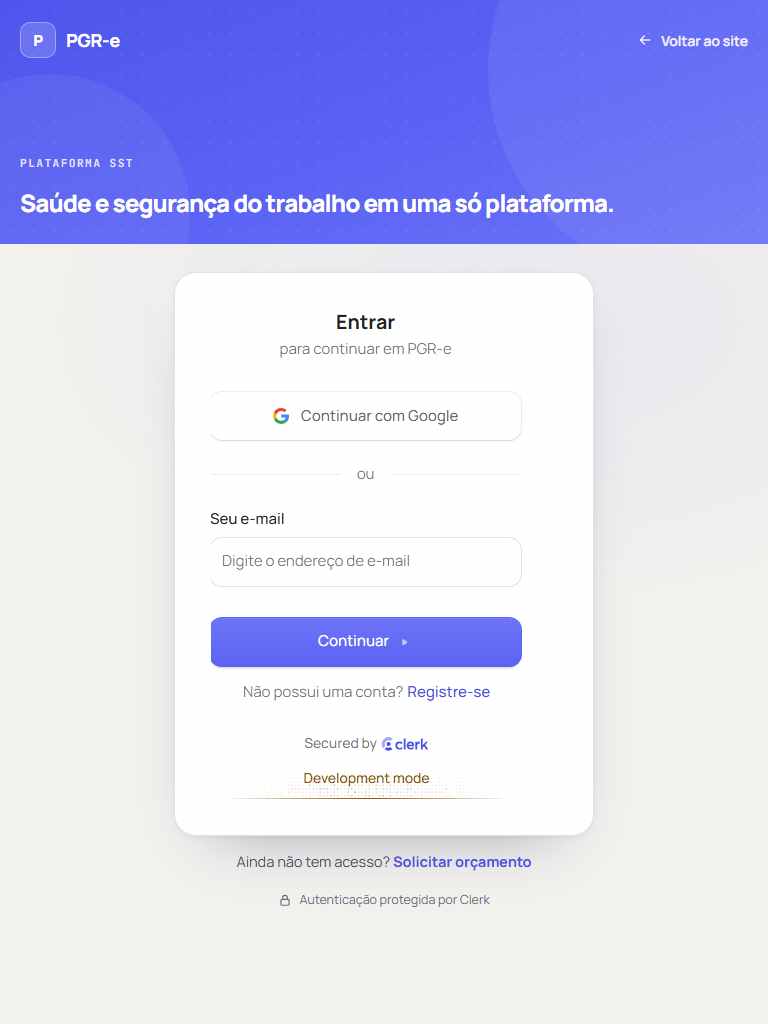 P PGR-e
← Voltar ao site
PLATAFORMA SST
Saúde e segurança do trabalho em uma só plataforma.
Entrar
para continuar em PGR-e
Continuar com Google
ou
Seu e-mail
Digite o endereço de e-mail
Continuar
Não possui uma conta? Registre-se
Secured by clerk
Development mode
Ainda não tem acesso? Solicitar orçamento
Autenticação protegida por Clerk